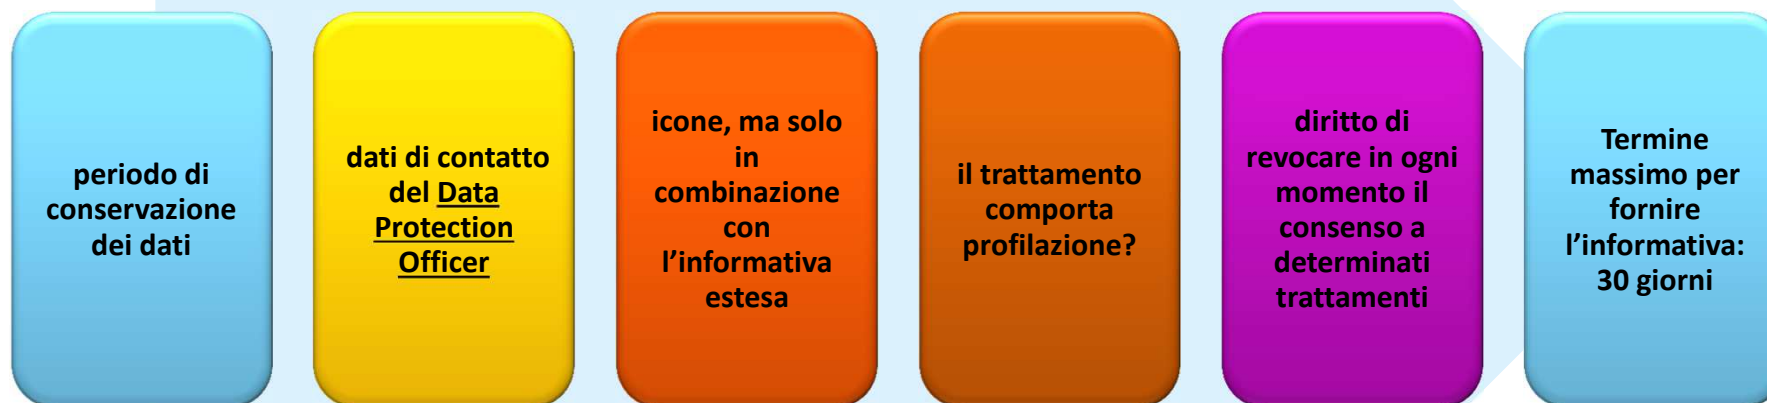 periodo di
conservazione
dei dati
dati di contatto
del Data
Protection
Officer
icone, ma solo
in
combinazione
con
l’informativa
estesa
il trattamento
comporta
profilazione?
diritto di
revocare in ogni
momento il
consenso a
determinati
trattamenti
Termine
massimo per
fornire
l’informativa:
30 giorni